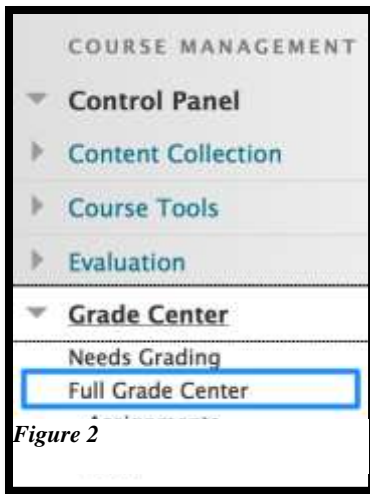 COURSE MANAGEMENT
Control Panel
Content Collection
Course Tools
Evaluation
Grade Center
Needs Grading
Full Grade Center
Figure 2